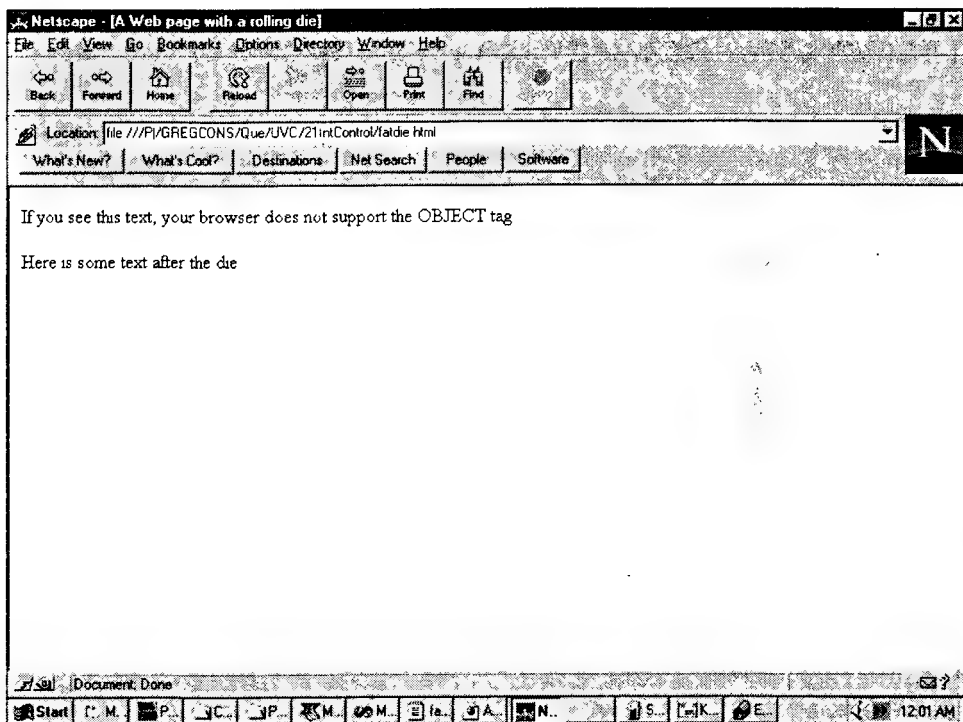 Netscape - [A Web page with a rolling die]
File Edit View Go Bookmarks Options Directory Window Help
Back Forward Home Reload Open Print Find
Location: file ///P|/GREGCONS/Que/UVC/21intControl/fatdie html
N
What's New? What's Cool? Destinations Net Search People Software
If you see this text, your browser does not support the OBJECT tag
Here is some text after the die
Document: Done
Start M.. P.. C.. P.. M.. M.. fa.. A.. N.. S.. K.. E.. 12:01 AM